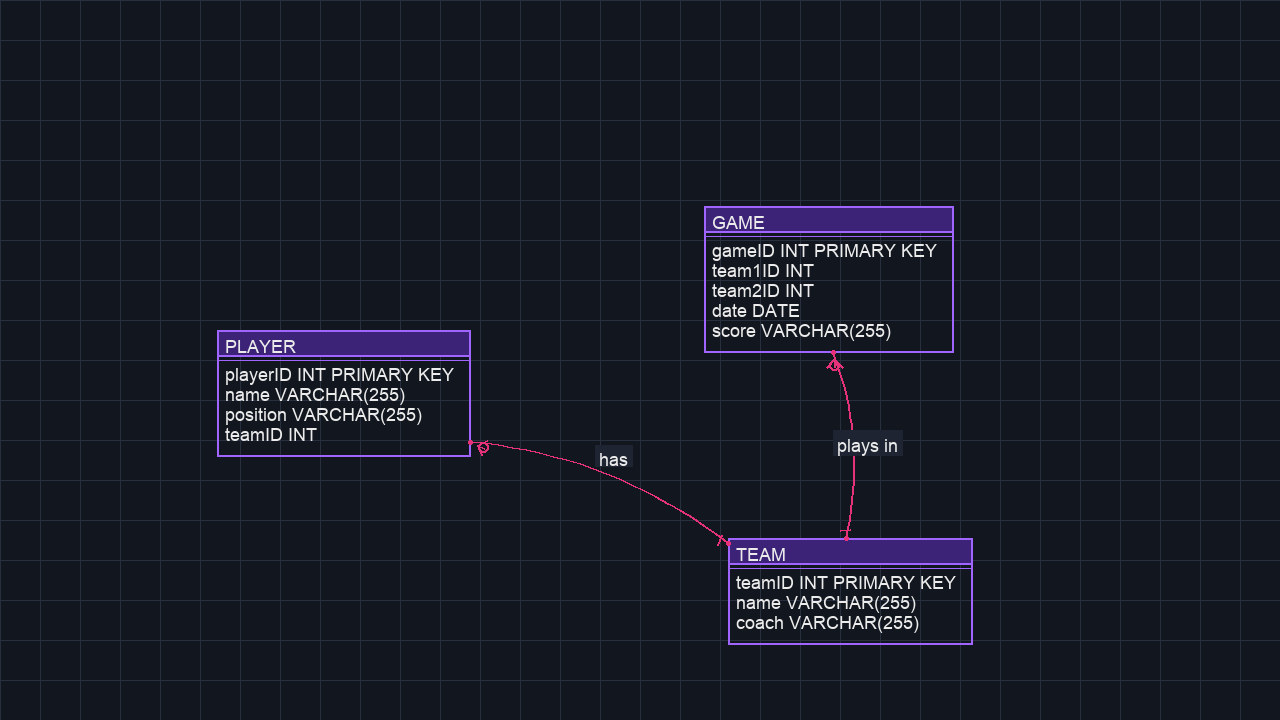 GAME
gameID INT PRIMARY KEY
team1ID INT
team2ID INT
date DATE
score VARCHAR(255)
PLAYER
playerID INT PRIMARY KEY
name VARCHAR(255)
position VARCHAR(255)
teamID INT
has
plays in
TEAM
teamID INT PRIMARY KEY
name VARCHAR(255)
coach VARCHAR(255)